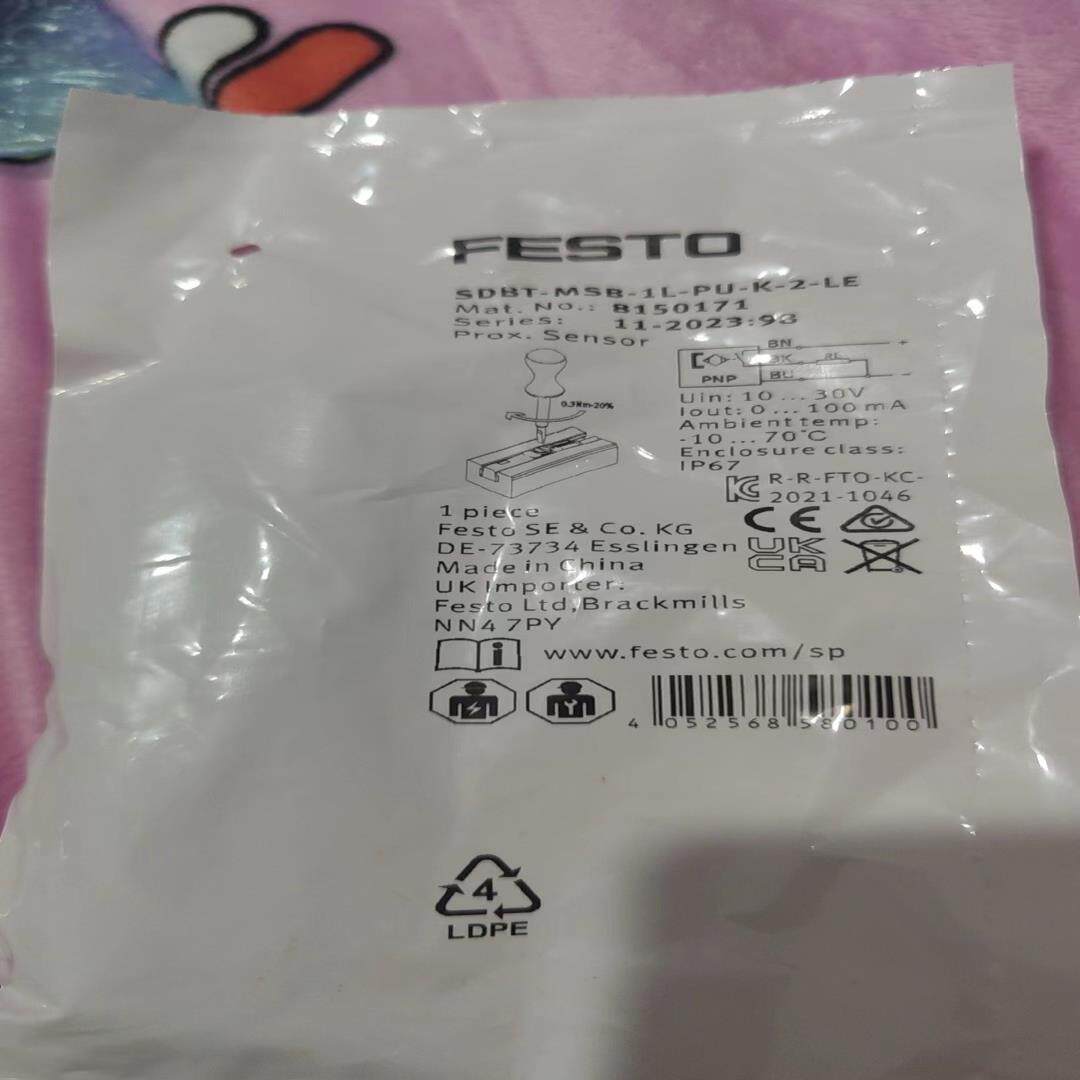 FESTO
SDBT-MSB-1L-PU-K-2-LE
Mat. No.: 8150171
Series: 11-2023:93
Prox. Sensor
0.3Nm-20%
BN +
BK RL
PNP BU -
Uin: 10 ... 30V
Iout: 0 ... 100 mA
Ambient temp:
-10 ... 70°C
Enclosure class:
IP67
R-R-FTO-KC-
2021-1046
1 piece
Festo SE & Co. KG
DE-73734 Esslingen
Made in China
UK Importer:
Festo Ltd, Brackmills
NN4 7PY
CE
UK
CA
www.festo.com/sp
4 052568 580100
4
LDPE